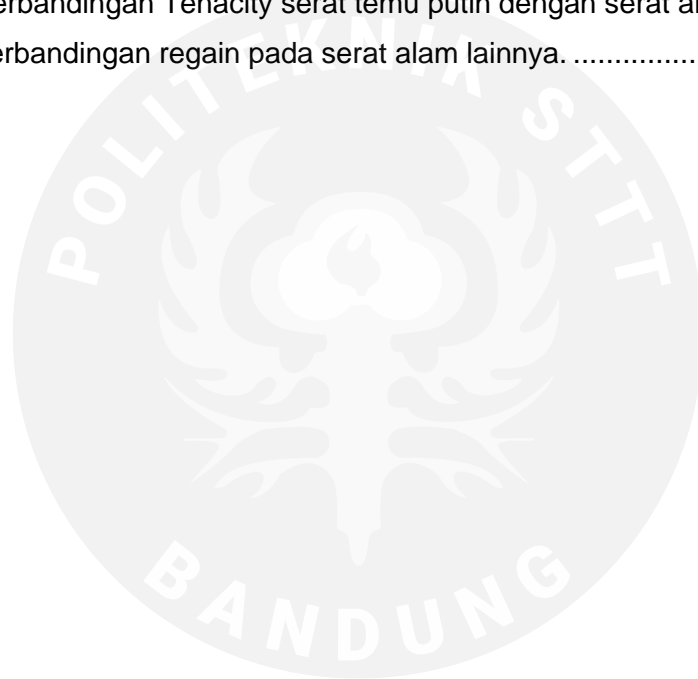 erbandingan Tenacity serat temu putih dengan serat
erbandingan regain pada serat alam lainnya. ...............
POLITEKNIK STTT
BANDUNG